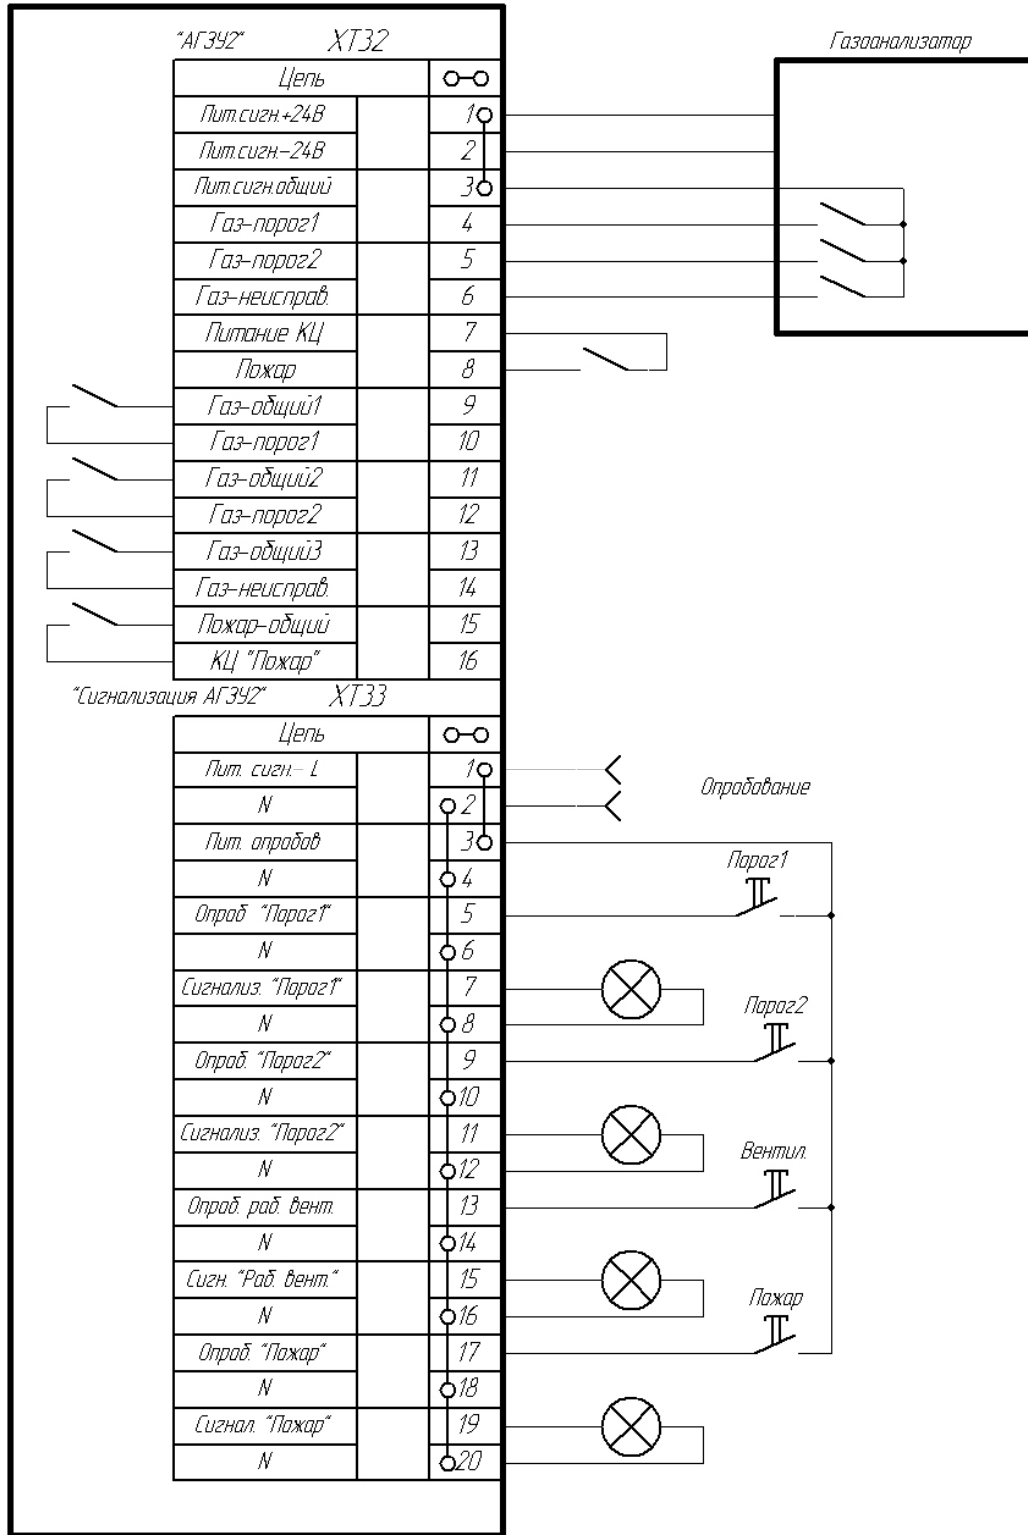 "АГЗУ2" XT32
Газоанализатор
Цепь
Пит.сигн.+24В 1
Пит.сигн.-24В 2
Пит.сигн.общий 3
Газ-порог1 4
Газ-порог2 5
Газ-неисправ. 6
Питание КЦ 7
Пожар 8
Газ-общий1 9
Газ-порог1 10
Газ-общий2 11
Газ-порог2 12
Газ-общий3 13
Газ-неисправ. 14
Пожар-общий 15
КЦ "Пожар" 16
"Сигнализация АГЗУ2" XT33
Цепь
Пит. сигн.- L 1
Опробование
N 2
Пит. опробов 3
Порог1
N 4
Опроб "Порог1" 5
N 6
Сигнализ. "Порог1" 7
Порог2
N 8
Опроб. "Порог2" 9
N 10
Сигнализ. "Порог2" 11
Вентил.
N 12
Опроб. раб. вент. 13
N 14
Сигн. "Раб. вент." 15
Пожар
N 16
Опроб. "Пожар" 17
N 18
Сигнал. "Пожар" 19
N 20